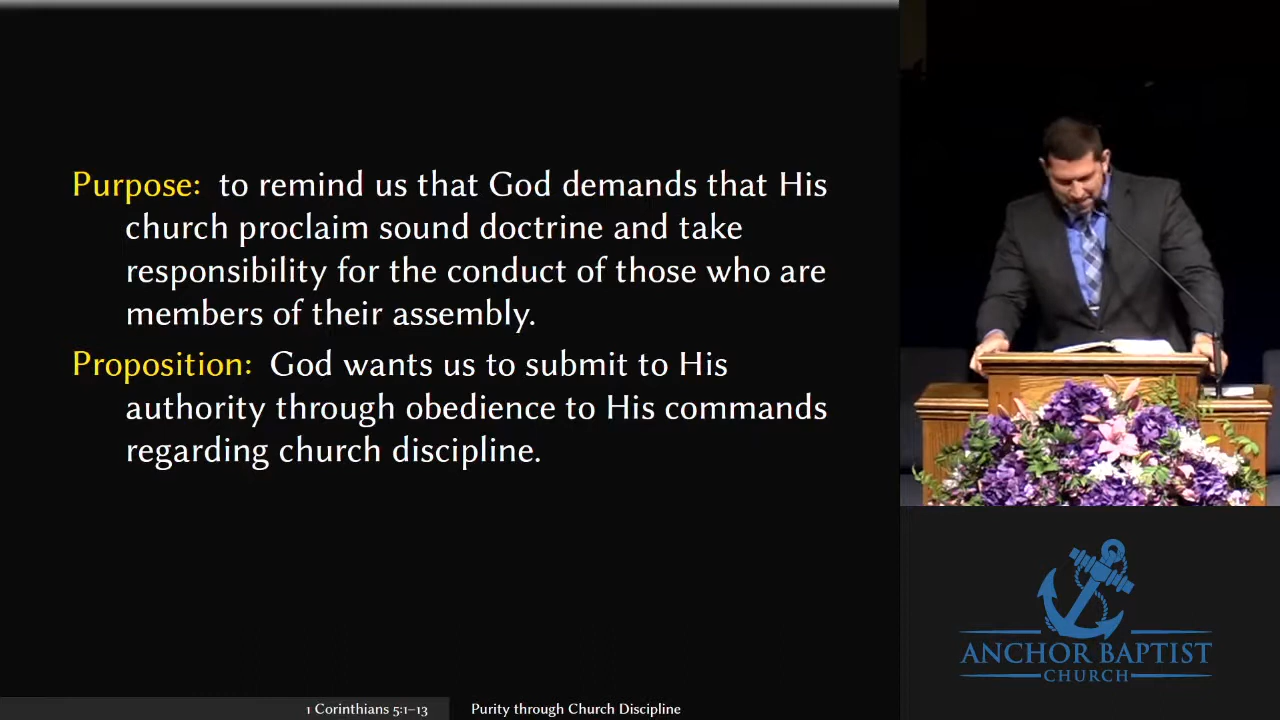 Purpose: to remind us that God demands that His
church proclaim sound doctrine and take
responsibility for the conduct of those who are
members of their assembly.
Proposition: God wants us to submit to His
authority through obedience to His commands
regarding church discipline.
ANCHOR BAPTIST
CHURCH
1 Corinthians 5:1–13
Purity through Church Discipline